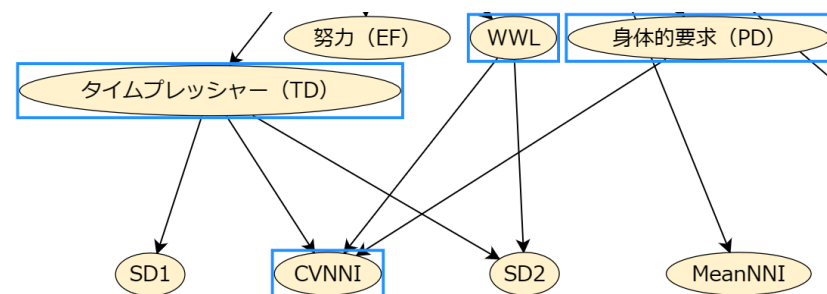 努力（EF）
WWL
身体的要求（PD）
タイムプレッシャー（TD）
SD1
CVNNI
SD2
MeanNNI